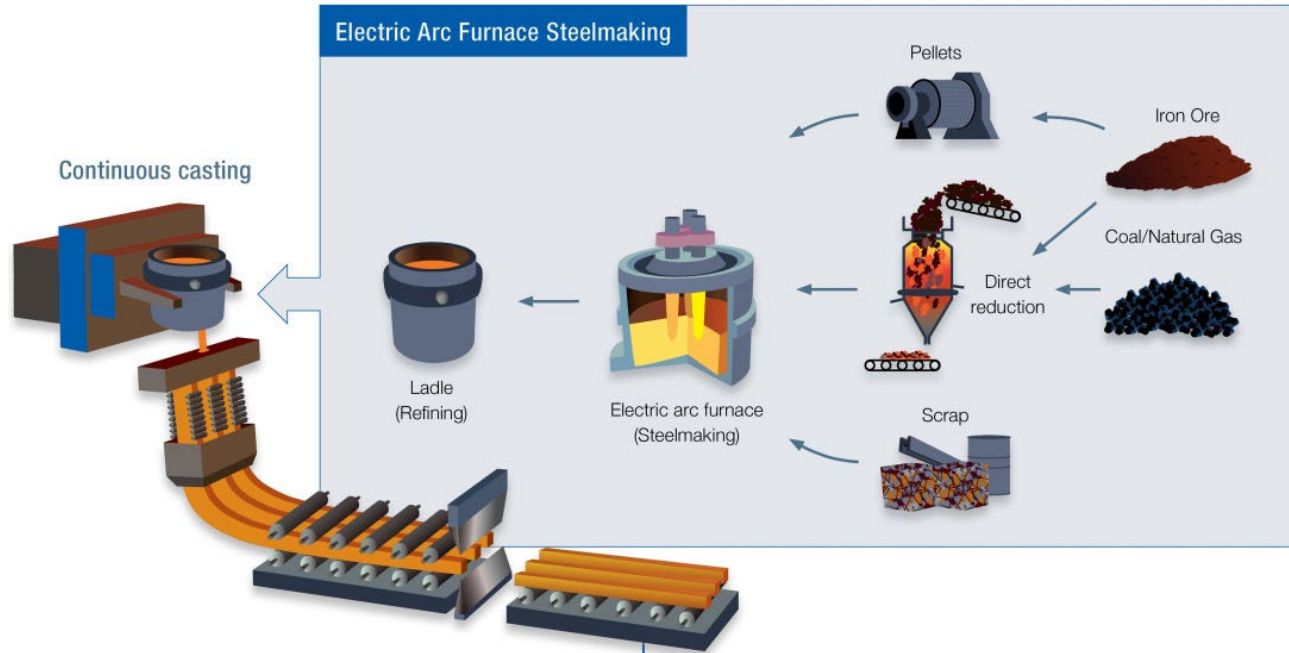 Electric Arc Furnace Steelmaking
Pellets
Iron Ore
Continuous casting
Coal/Natural Gas
Direct
reduction
Ladle
(Refining)
Electric arc furnace
(Steelmaking)
Scrap